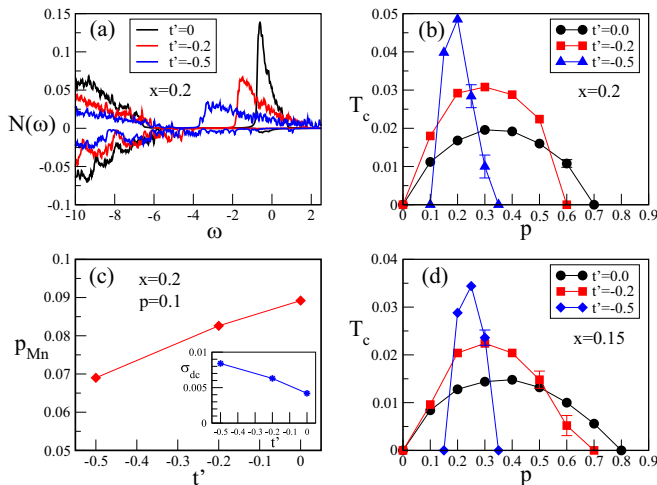 (a)
t'=0
t'=-0.2
t'=-0.5
x=0.2
N(ω)
0.15
0.1
0.05
0
-0.05
-0.1
-10
-8
-6
-4
-2
0
2
ω
(b)
t'=0.0
t'=-0.2
t'=-0.5
x=0.2
Tc
0.05
0.04
0.03
0.02
0.01
0
0
0.1
0.2
0.3
0.4
0.5
0.6
0.7
0.8
0.9
p
(c)
x=0.2
p=0.1
pMn
0.1
0.09
0.08
0.07
0.06
0.05
-0.5
-0.4
-0.3
-0.2
-0.1
0
t'
σdc
0.01
0.005
0
-0.5
-0.4
-0.3
-0.2
-0.1
0
t'
(d)
t'=0.0
t'=-0.2
t'=-0.5
x=0.15
Tc
0.04
0.03
0.02
0.01
0
0
0.1
0.2
0.3
0.4
0.5
0.6
0.7
0.8
0.9
p